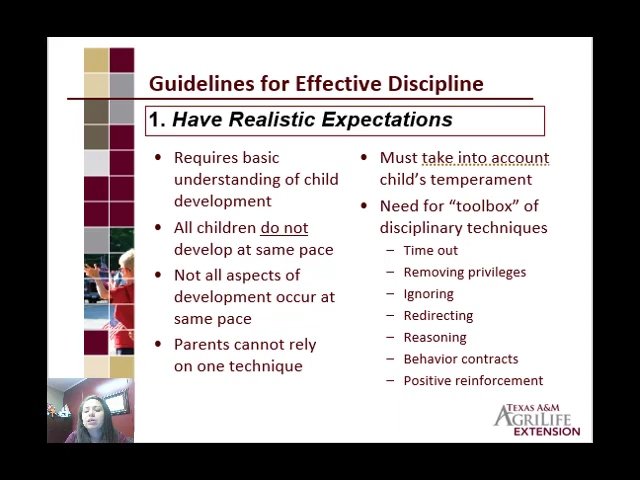 Guidelines for Effective Discipline
1. Have Realistic Expectations
• Requires basic
understanding of child
development
• All children do not
develop at same pace
• Not all aspects of
development occur at
same pace
• Parents cannot rely
on one technique
• Must take into account
child’s temperament
• Need for “toolbox” of
disciplinary techniques
– Time out
– Removing privileges
– Ignoring
– Redirecting
– Reasoning
– Behavior contracts
– Positive reinforcement
TEXAS A&M
AGRILIFE
EXTENSION